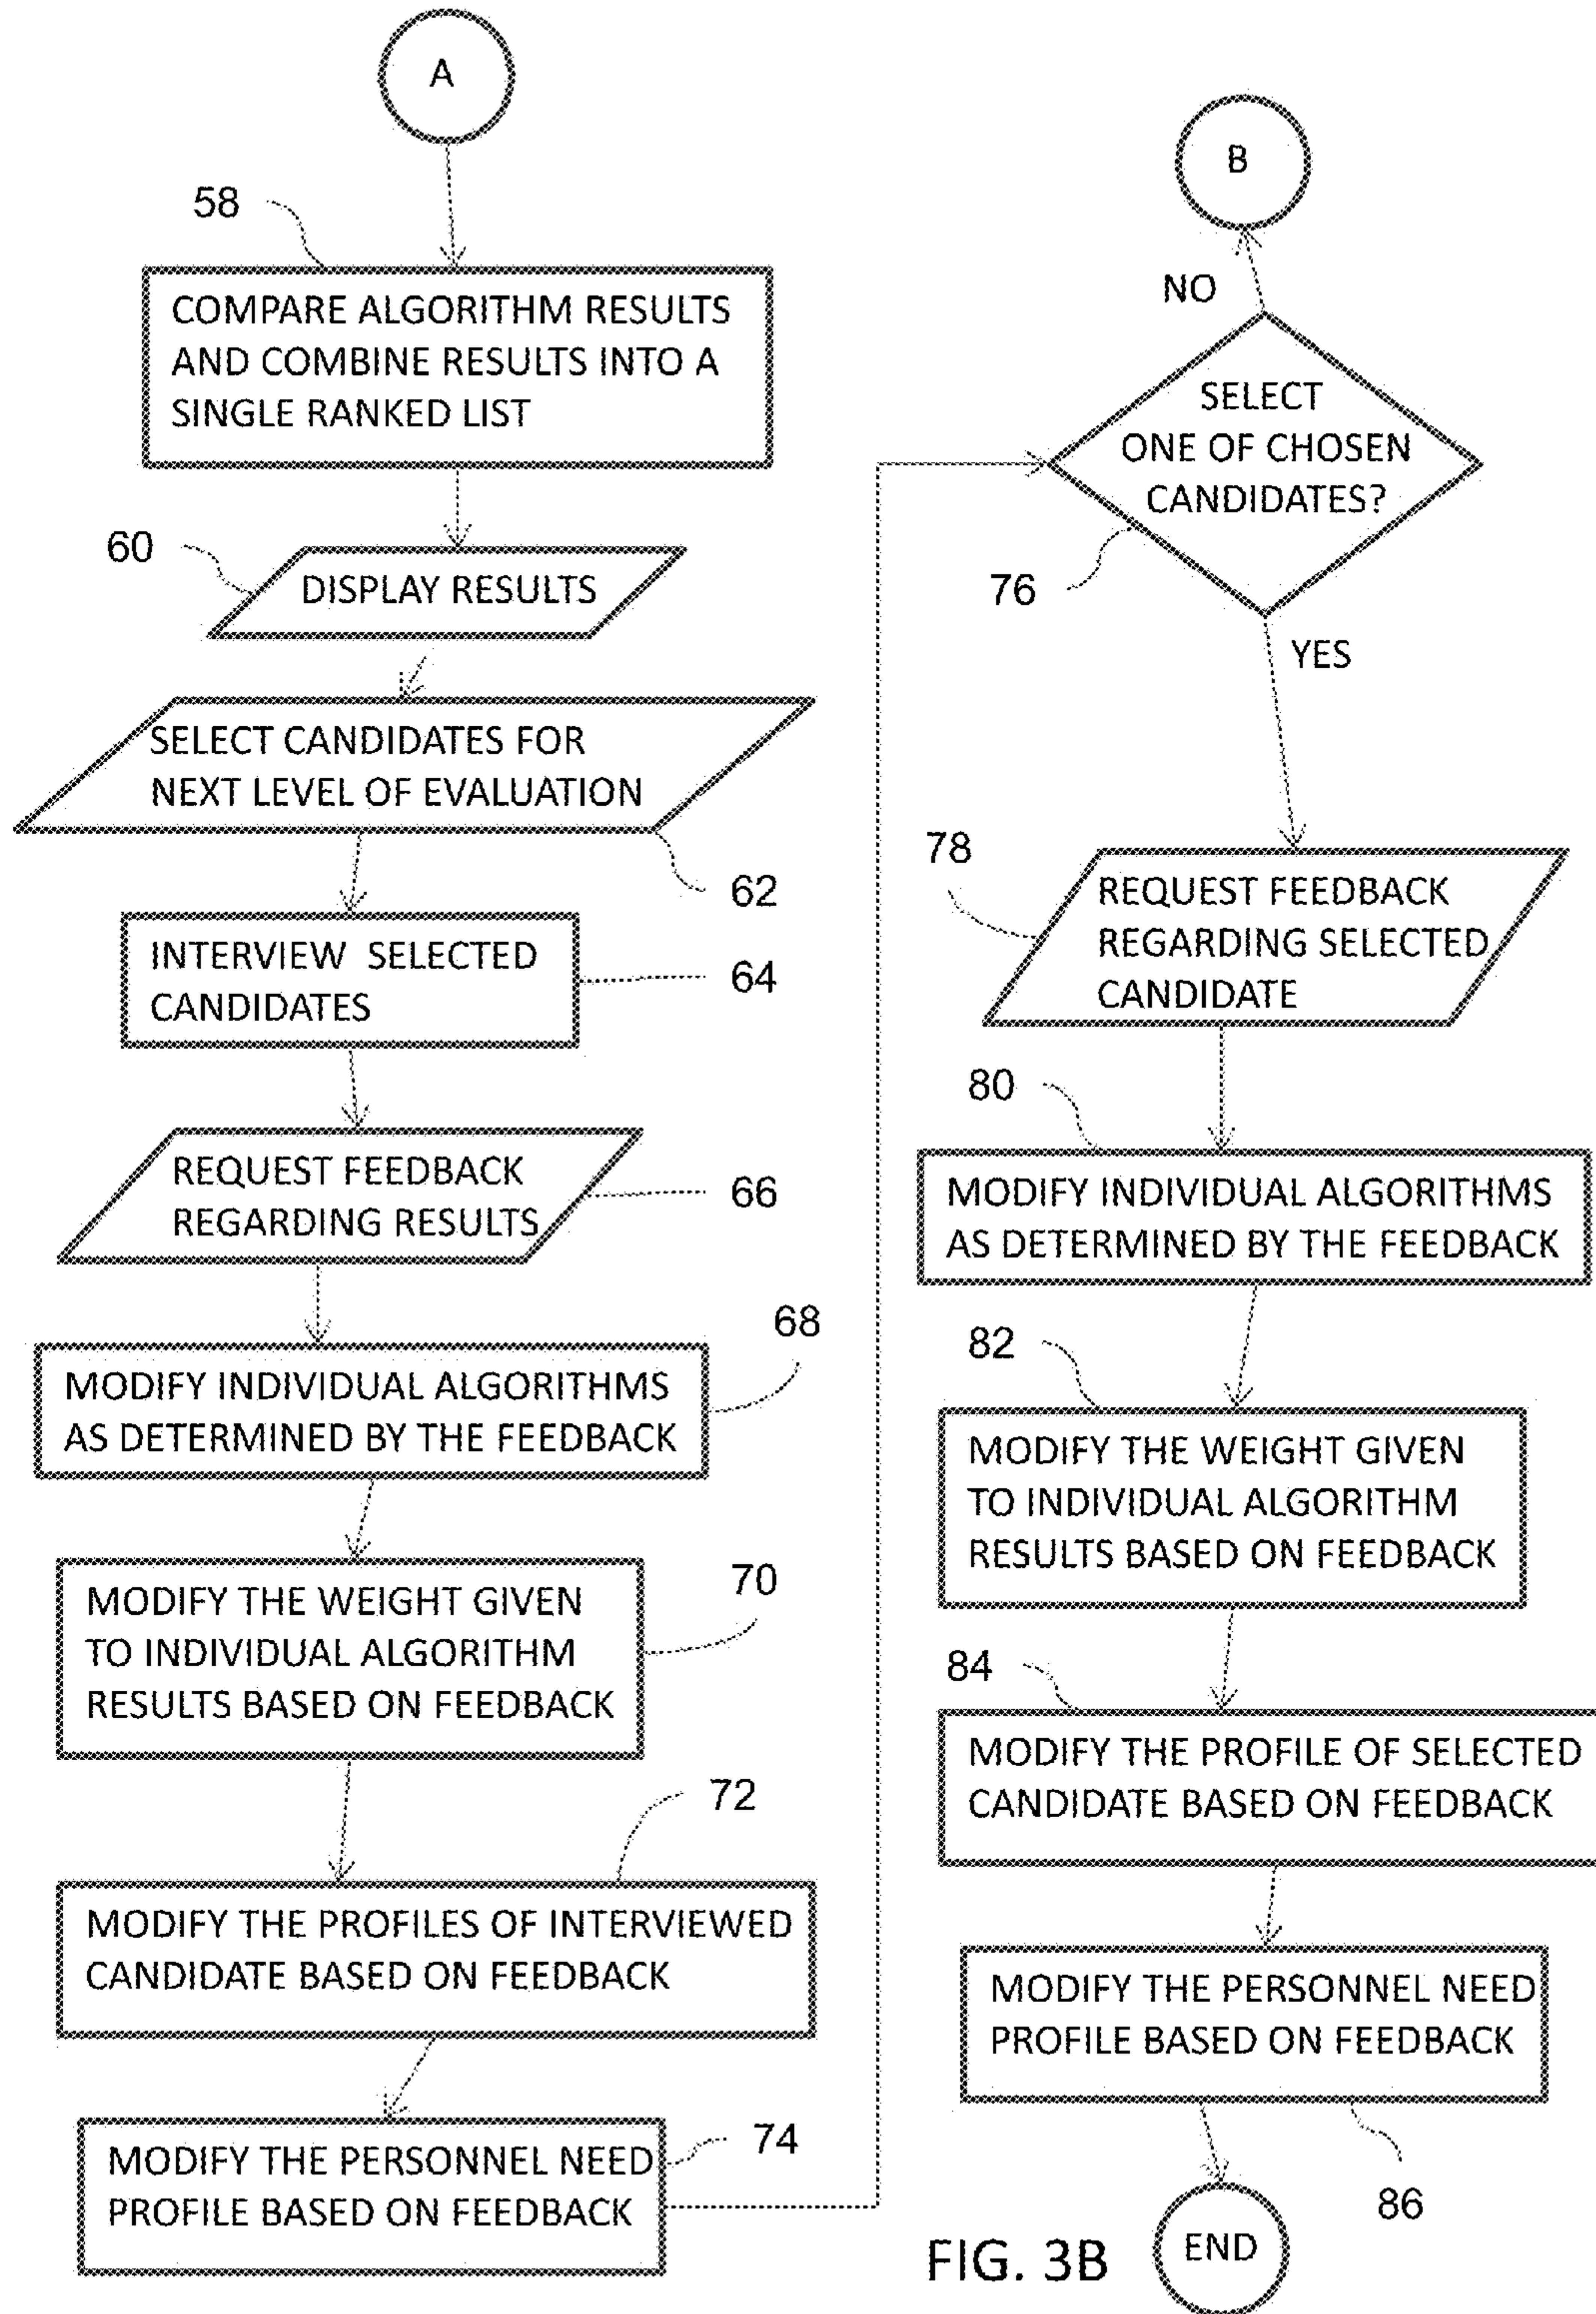 A
58
COMPARE ALGORITHM RESULTS
AND COMBINE RESULTS INTO A
SINGLE RANKED LIST
60
DISPLAY RESULTS
SELECT CANDIDATES FOR
NEXT LEVEL OF EVALUATION
62
INTERVIEW SELECTED
CANDIDATES
64
REQUEST FEEDBACK
REGARDING RESULTS
66
68
MODIFY INDIVIDUAL ALGORITHMS
AS DETERMINED BY THE FEEDBACK
70
MODIFY THE WEIGHT GIVEN
TO INDIVIDUAL ALGORITHM
RESULTS BASED ON FEEDBACK
72
MODIFY THE PROFILES OF INTERVIEWED
CANDIDATE BASED ON FEEDBACK
74
MODIFY THE PERSONNEL NEED
PROFILE BASED ON FEEDBACK
B
NO
SELECT
ONE OF CHOSEN
CANDIDATES?
76
YES
78
REQUEST FEEDBACK
REGARDING SELECTED
CANDIDATE
80
MODIFY INDIVIDUAL ALGORITHMS
AS DETERMINED BY THE FEEDBACK
82
MODIFY THE WEIGHT GIVEN
TO INDIVIDUAL ALGORITHM
RESULTS BASED ON FEEDBACK
84
MODIFY THE PROFILE OF SELECTED
CANDIDATE BASED ON FEEDBACK
MODIFY THE PERSONNEL NEED
PROFILE BASED ON FEEDBACK
86
END
FIG. 3B